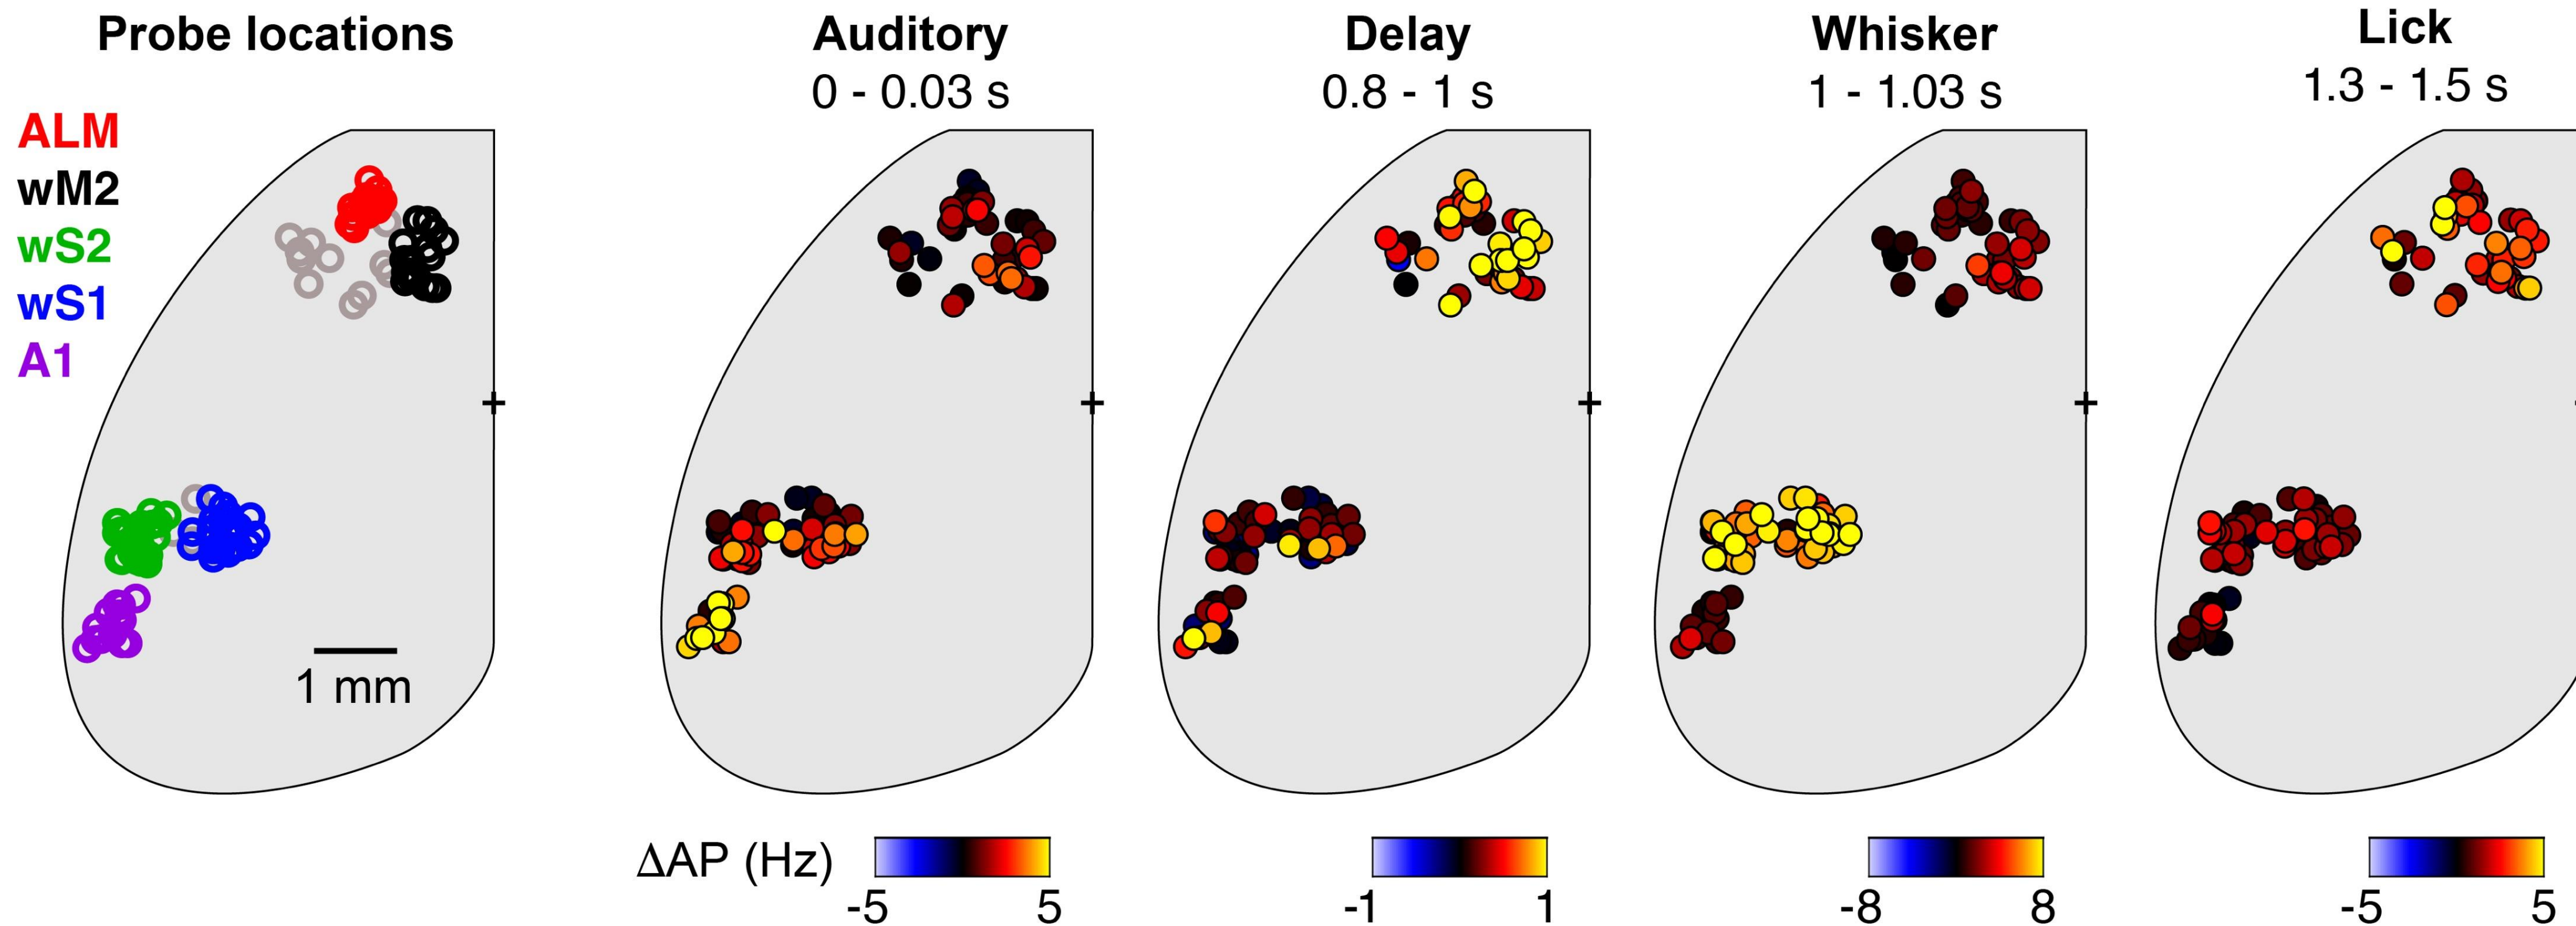 Probe locations
Auditory
Delay
Whisker
Lick
0 - 0.03 s
0.8 - 1 s
1 - 1.03 s
1.3 - 1.5 s
ALM
wM2
wS2
wS1
A1
1 mm
ΔAP (Hz)
-5 5
-1 1
-8 8
-5 5